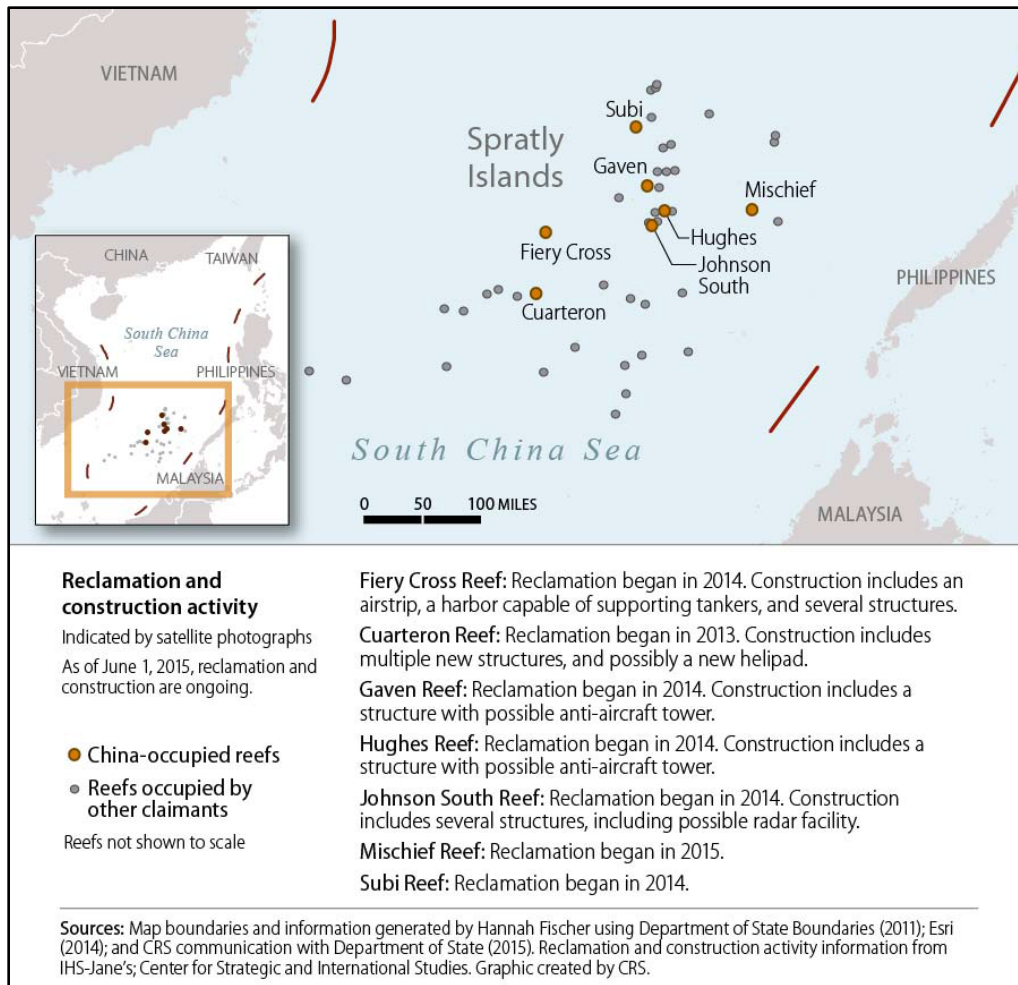 VIETNAM
Spratly
Islands
Subi
Gaven
Mischief
Hughes
Johnson
South
Fiery Cross
Cuarteron
PHILIPPINES
CHINA
TAIWAN
South China
Sea
VIETNAM
PHILIPPINES
MALAYSIA
South China Sea
0 50 100 MILES
MALAYSIA
Reclamation and
construction activity
Indicated by satellite photographs
As of June 1, 2015, reclamation and
construction are ongoing.
China-occupied reefs
Reefs occupied by
other claimants
Reefs not shown to scale
Fiery Cross Reef: Reclamation began in 2014. Construction includes an
airstrip, a harbor capable of supporting tankers, and several structures.
Cuarteron Reef: Reclamation began in 2013. Construction includes
multiple new structures, and possibly a new helipad.
Gaven Reef: Reclamation began in 2014. Construction includes a
structure with possible anti-aircraft tower.
Hughes Reef: Reclamation began in 2014. Construction includes a
structure with possible anti-aircraft tower.
Johnson South Reef: Reclamation began in 2014. Construction
includes several structures, including possible radar facility.
Mischief Reef: Reclamation began in 2015.
Subi Reef: Reclamation began in 2014.
Sources: Map boundaries and information generated by Hannah Fischer using Department of State Boundaries (2011); Esri
(2014); and CRS communication with Department of State (2015). Reclamation and construction activity information from
IHS-Jane's; Center for Strategic and International Studies. Graphic created by CRS.